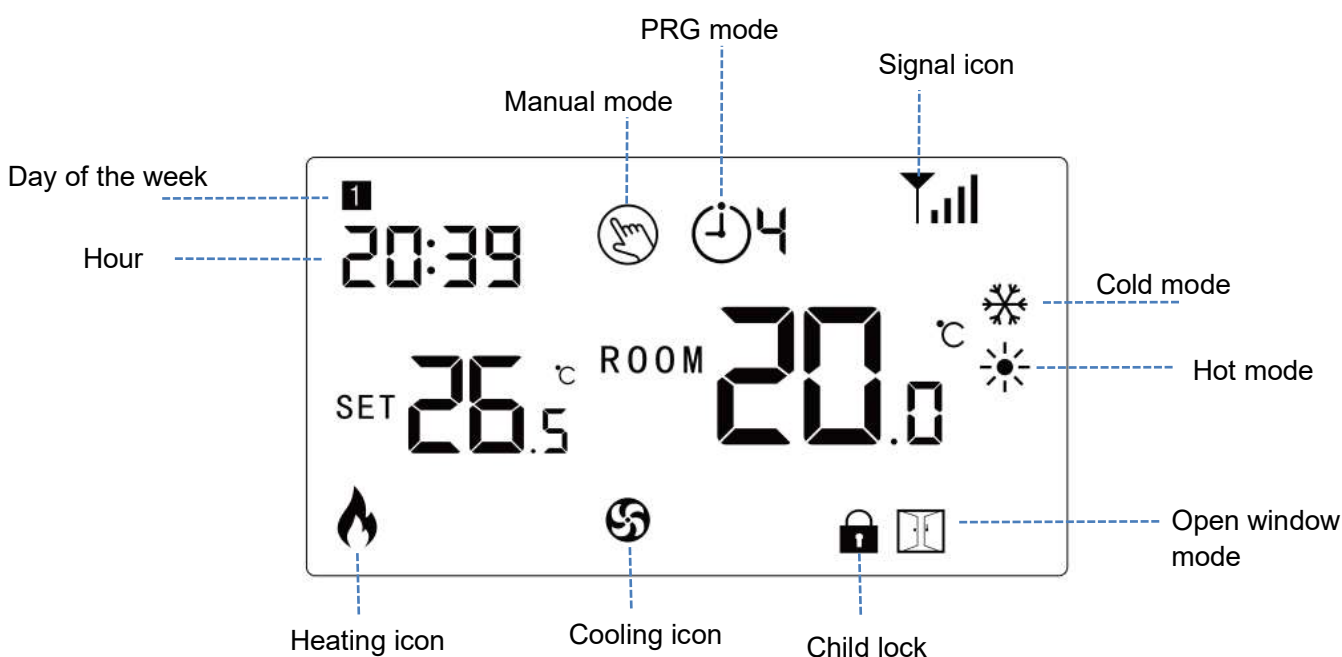 PRG mode
Signal icon
Manual mode
Day of the week
1
20:39
4
Hour
Cold mode
ROOM 20.0 ℃
Hot mode
SET 26.5 ℃
Open window
mode
Heating icon
Cooling icon
Child lock